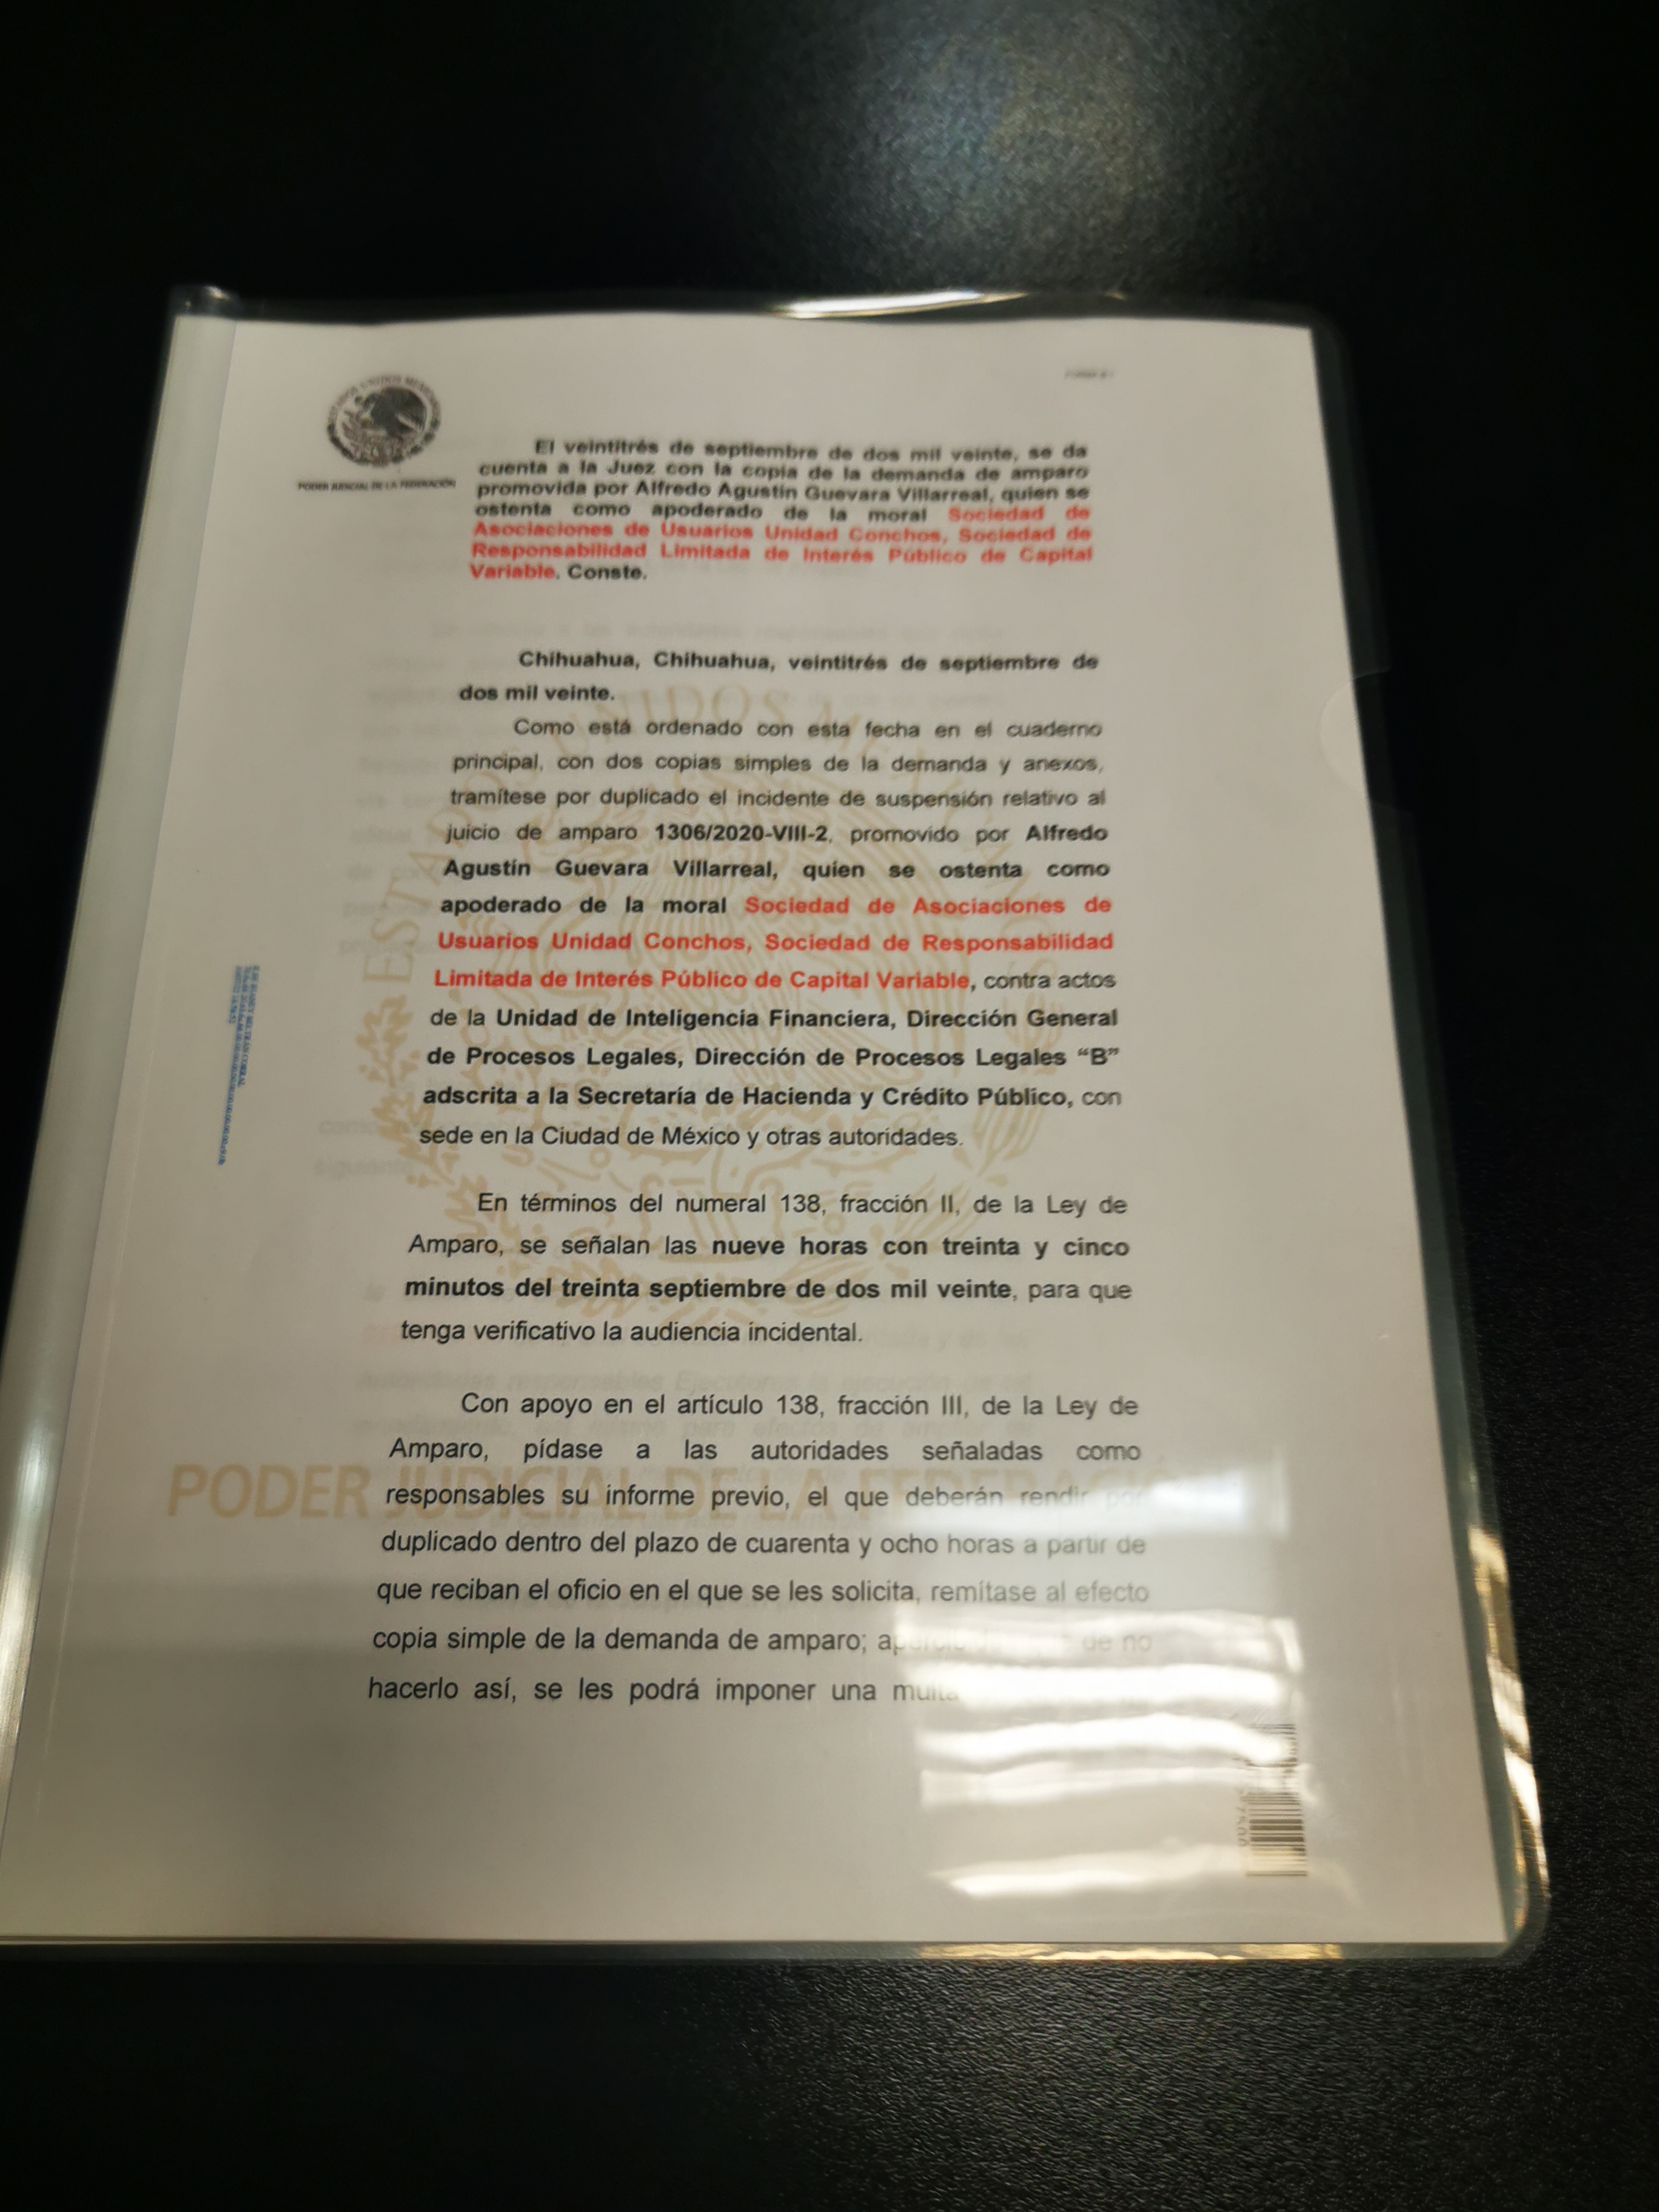 PODER JUDICIAL DE LA FEDERACIÓN
El veintitrés de septiembre de dos mil veinte, se da
cuenta a la Juez con la copia de la demanda de amparo
promovida por Alfredo Agustín Guevara Villarreal, quien se
ostenta como apoderado de la moral Sociedad de
Asociaciones de Usuarios Unidad Conchos, Sociedad de
Responsabilidad Limitada de Interés Público de Capital
Variable. Conste.
Chihuahua, Chihuahua, veintitrés de septiembre de
dos mil veinte.
Como está ordenado con esta fecha en el cuaderno
principal, con dos copias simples de la demanda y anexos,
tramítese por duplicado el incidente de suspensión relativo al
juicio de amparo 1306/2020-VIII-2, promovido por Alfredo
Agustín Guevara Villarreal, quien se ostenta como
apoderado de la moral Sociedad de Asociaciones de
Usuarios Unidad Conchos, Sociedad de Responsabilidad
Limitada de Interés Público de Capital Variable, contra actos
de la Unidad de Inteligencia Financiera, Dirección General
de Procesos Legales, Dirección de Procesos Legales “B”
adscrita a la Secretaría de Hacienda y Crédito Público, con
sede en la Ciudad de México y otras autoridades.
En términos del numeral 138, fracción II, de la Ley de
Amparo, se señalan las nueve horas con treinta y cinco
minutos del treinta septiembre de dos mil veinte, para que
tenga verificativo la audiencia incidental.
Con apoyo en el artículo 138, fracción III, de la Ley de
Amparo, pídase a las autoridades señaladas como
PODER JUDICIAL DE LA
responsables su informe previo, el que deberán rendir por
duplicado dentro del plazo de cuarenta y ocho horas a partir de
que reciban el oficio en el que se les solicita, remítase al efecto
copia simple de la demanda de amparo; de no
hacerlo así, se les podrá imponer una multa